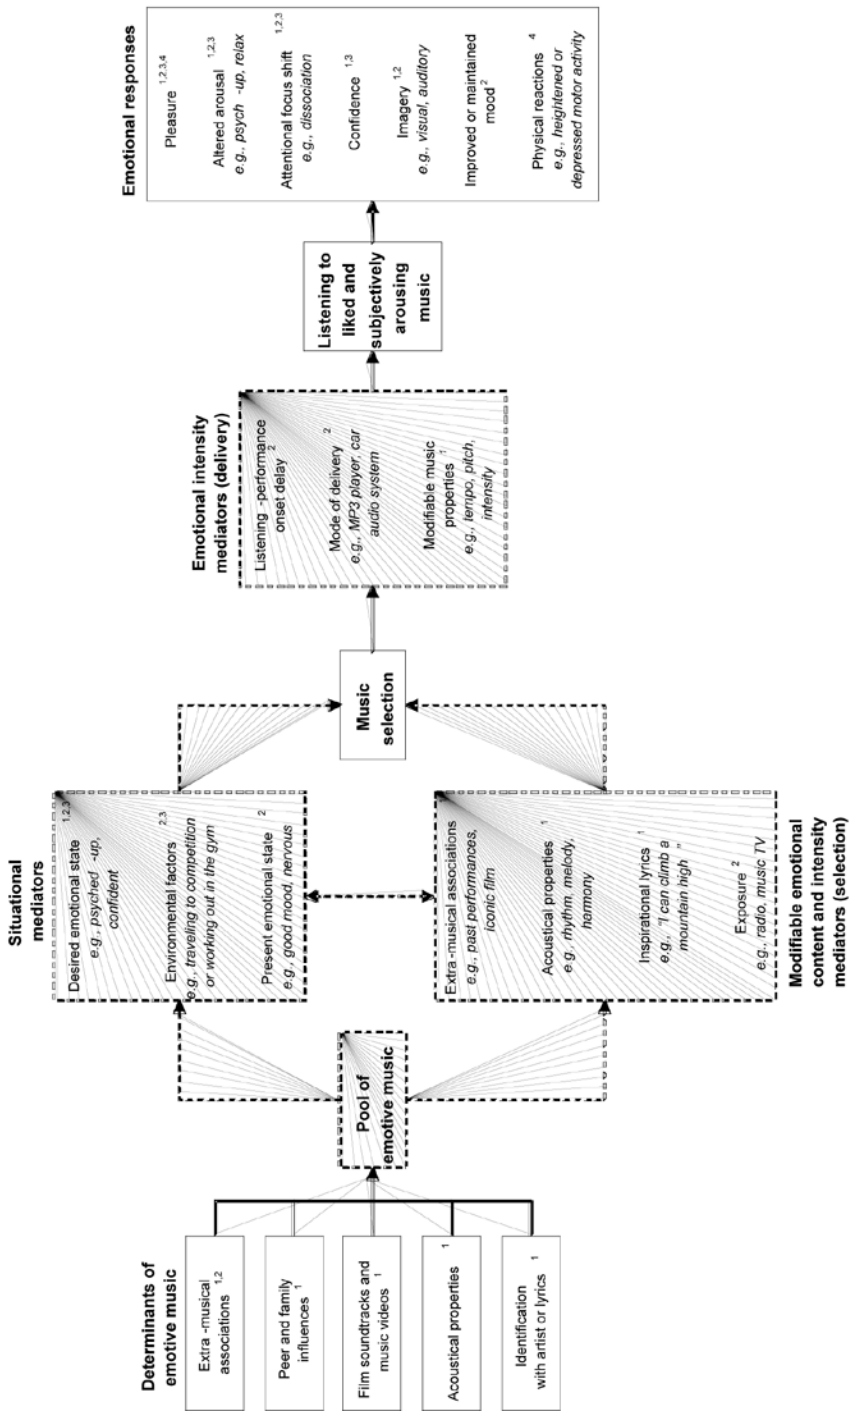 Determinants of
emotive music
Extra -musical
associations 1,2
Peer and family
influences 1
Film soundtracks and
music videos 1
Acoustical properties 1
Identification
with artist or lyrics 1
Pool of
emotive music
Situational
mediators
Desired emotional state 1,2,3
e.g., psyched -up,
confident
Environmental factors 2,3
e.g., traveling to competition
or working out in the gym
Present emotional state 2
e.g., good mood, nervous
Extra -musical associations
e.g., past performances,
iconic film
Acoustical properties 1
e.g. rhythm, melody,
harmony
Inspirational lyrics 1
e.g., "I can climb a
mountain high "
Exposure 2
e.g., radio, music TV
Modifiable emotional
content and intensity
mediators (selection)
Music
selection
Emotional intensity
mediators (delivery)
Listening -performance
onset delay 2
Mode of delivery 2
e.g., MP3 player, car
audio system
Modifiable music
properties 1
e.g., tempo, pitch,
intensity
Listening to
liked and
subjectively
arousing
music
Emotional responses
Pleasure 1,2,3,4
Altered arousal 1,2,3
e.g., psych -up, relax
Attentional focus shift 1,2,3
e.g., dissociation
Confidence 1,3
Imagery 1,2
e.g., visual, auditory
Improved or maintained
mood 2
Physical reactions 4
e.g., heightened or
depressed motor activity